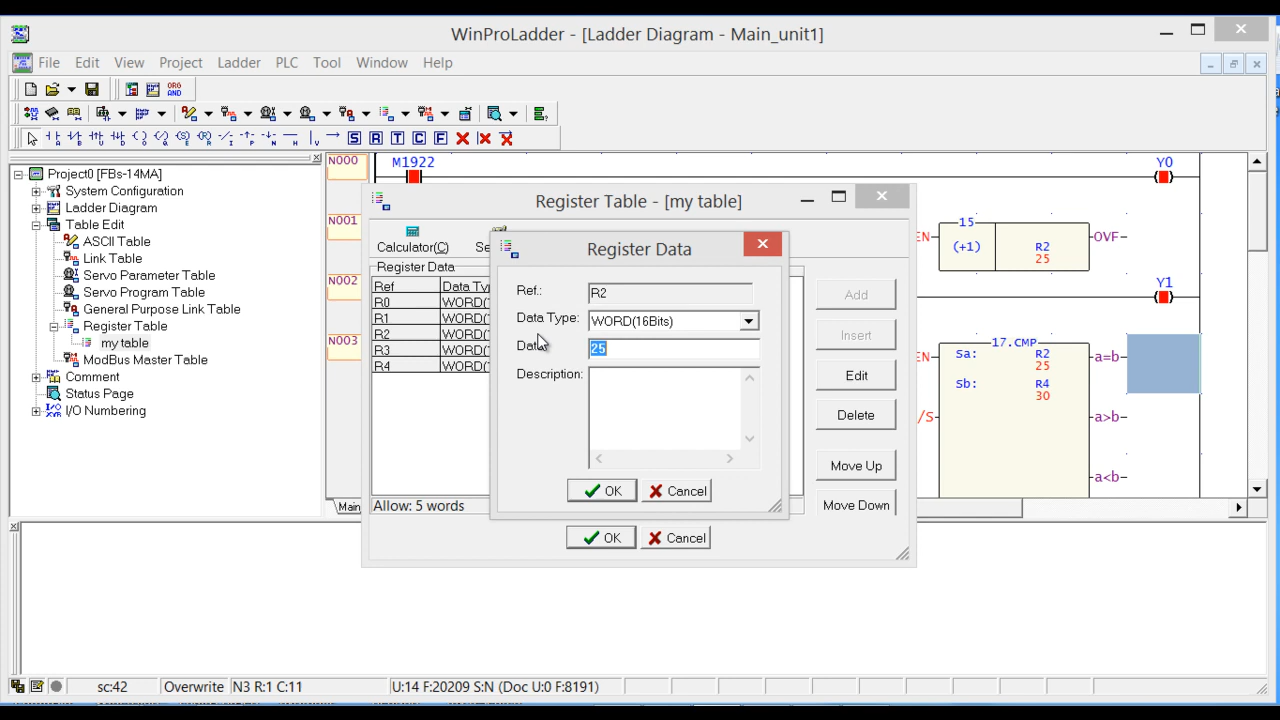 WinProLadder - [Ladder Diagram - Main_unit1]
File Edit View Project Ladder PLC Tool Window Help
ORG
AND
A B U D S R I P N H V S R T C F
Project0 [FBs-14MA]
System Configuration
Ladder Diagram
Table Edit
ASCII Table
Link Table
Servo Parameter Table
Servo Program Table
General Purpose Link Table
Register Table
my table
ModBus Master Table
Comment
Status Page
I/O Numbering
N000
N001
N002
N003
M1922
Y0
EN
15
(+1)
R2
25
OVF
Y1
EN
17.CMP
Sa: R2
25
Sb: R4
30
a=b
/S
a>b
a<b
Main
Register Table - [my table]
Calculator(C)
Se
Register Data
Ref Data Ty
R0 WORD(
R1 WORD(
R2 WORD(
R3 WORD(
R4 WORD(
Allow: 5 words
Add
Insert
Edit
Delete
Move Up
Move Down
OK Cancel
Register Data
Ref.: R2
Data Type: WORD(16Bits)
Data 25
Description:
OK Cancel
sc:42 Overwrite N3 R:1 C:11 U:14 F:20209 S:N (Doc U:0 F:8191)